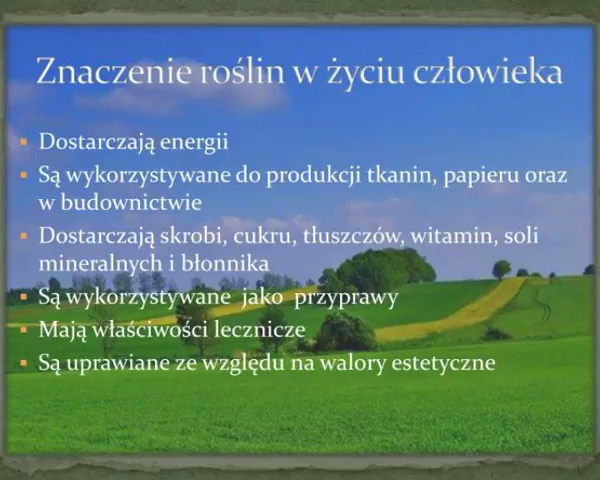 Znaczenie roślin w życiu człowieka
Dostarczają energii
Są wykorzystywane do produkcji tkanin, papieru oraz
w budownictwie
Dostarczają skrobi, cukru, tłuszczów, witamin, soli
mineralnych i błonnika
Są wykorzystywane jako przyprawy
Mają właściwości lecznicze
Są uprawiane ze względu na walory estetyczne